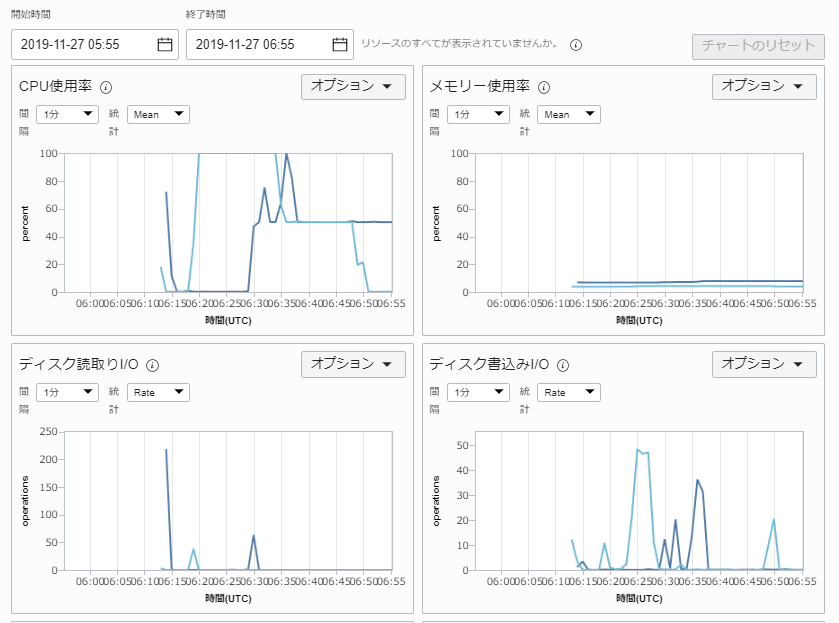 開始時間 終了時間
2019-11-27 05:55 2019-11-27 06:55 リソースのすべてが表示されていませんか。 チャートのリセット
CPU使用率 オプション
間隔 1分 統計 Mean
100
80
60
40
20
0
percent
06:00 06:05 06:10 06:15 06:20 06:25 06:30 06:35 06:40 06:45 06:50 06:55
時間(UTC)
メモリー使用率 オプション
間隔 1分 統計 Mean
100
80
60
40
20
0
percent
06:00 06:05 06:10 06:15 06:20 06:25 06:30 06:35 06:40 06:45 06:50 06:55
時間(UTC)
ディスク読取りI/O オプション
間隔 1分 統計 Rate
250
200
150
100
50
0
operations
06:00 06:05 06:10 06:15 06:20 06:25 06:30 06:35 06:40 06:45 06:50 06:55
時間(UTC)
ディスク書込みI/O オプション
間隔 1分 統計 Rate
50
40
30
20
10
0
operations
06:00 06:05 06:10 06:15 06:20 06:25 06:30 06:35 06:40 06:45 06:50 06:55
時間(UTC)